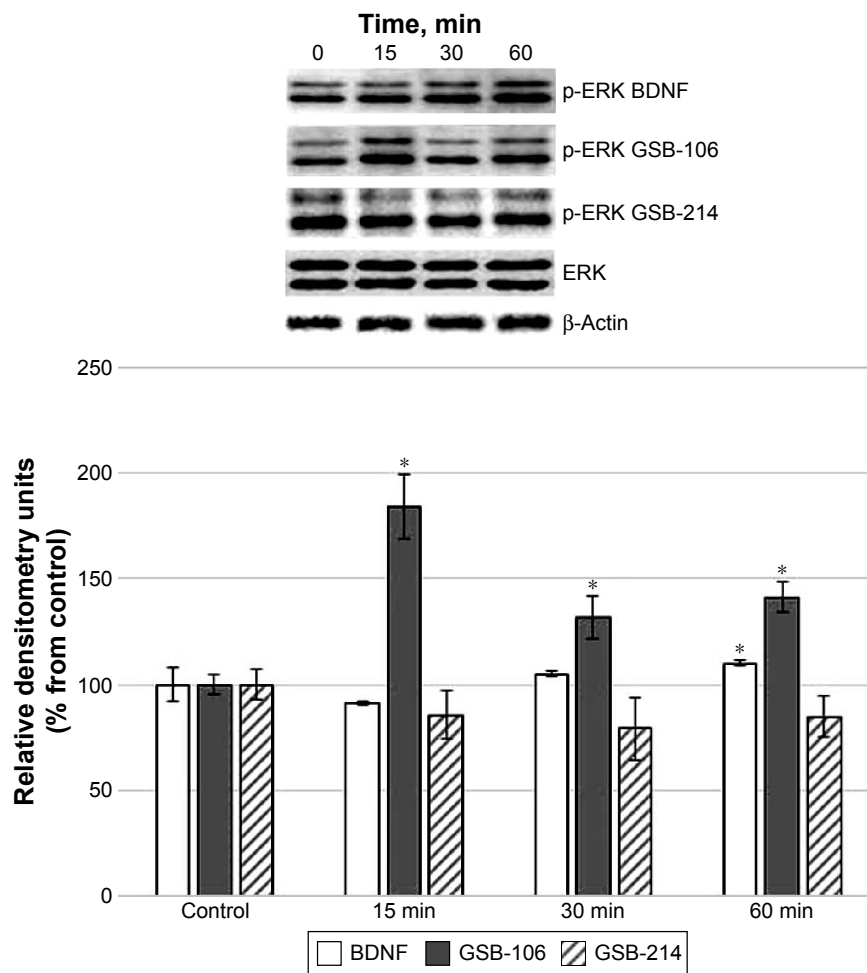 Time, min
0 15 30 60
p-ERK BDNF
p-ERK GSB-106
p-ERK GSB-214
ERK
β-Actin
Relative densitometry units
(% from control)
250
200
150
100
50
0
*
*
*
*
Control 15 min 30 min 60 min
BDNF GSB-106 GSB-214